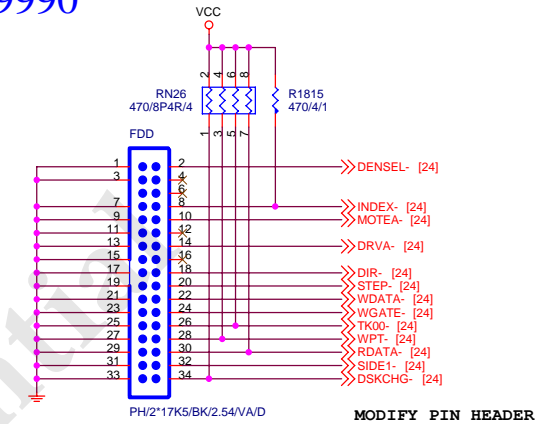 9990
VCC
2 4 6 8
RN26
470/8P4R/4
R1815
470/4/1
1 3 5 7
FDD
1 2 DENSEL- [24]
3 4
6
7 8 INDEX- [24]
9 10 MOTEA- [24]
11 12
13 14 DRVA- [24]
15 16
17 18 DIR- [24]
19 20 STEP- [24]
21 22 WDATA- [24]
23 24 WGATE- [24]
25 26 TK00- [24]
27 28 WPT- [24]
29 30 RDATA- [24]
31 32 SIDE1- [24]
33 34 DSKCHG- [24]
PH/2*17K5/BK/2.54/VA/D
MODIFY PIN HEADER
ntial